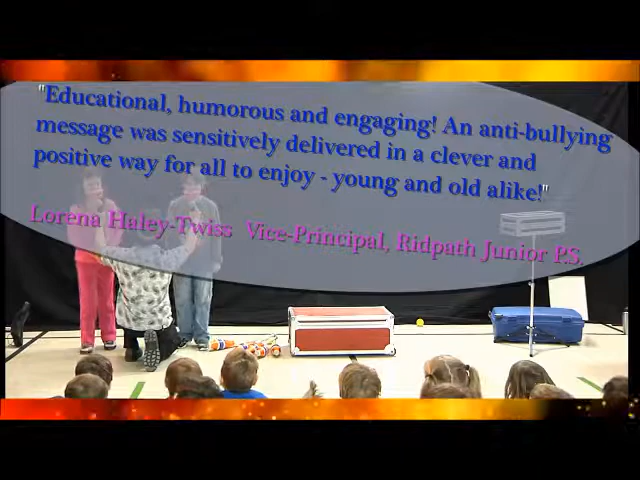 "Educational, humorous and engaging! An anti-bullying
message was sensitively delivered in a clever and
positive way for all to enjoy - young and old alike!"
Lorena Haley-Twiss Vice-Principal, Ridpath Junior P.S.